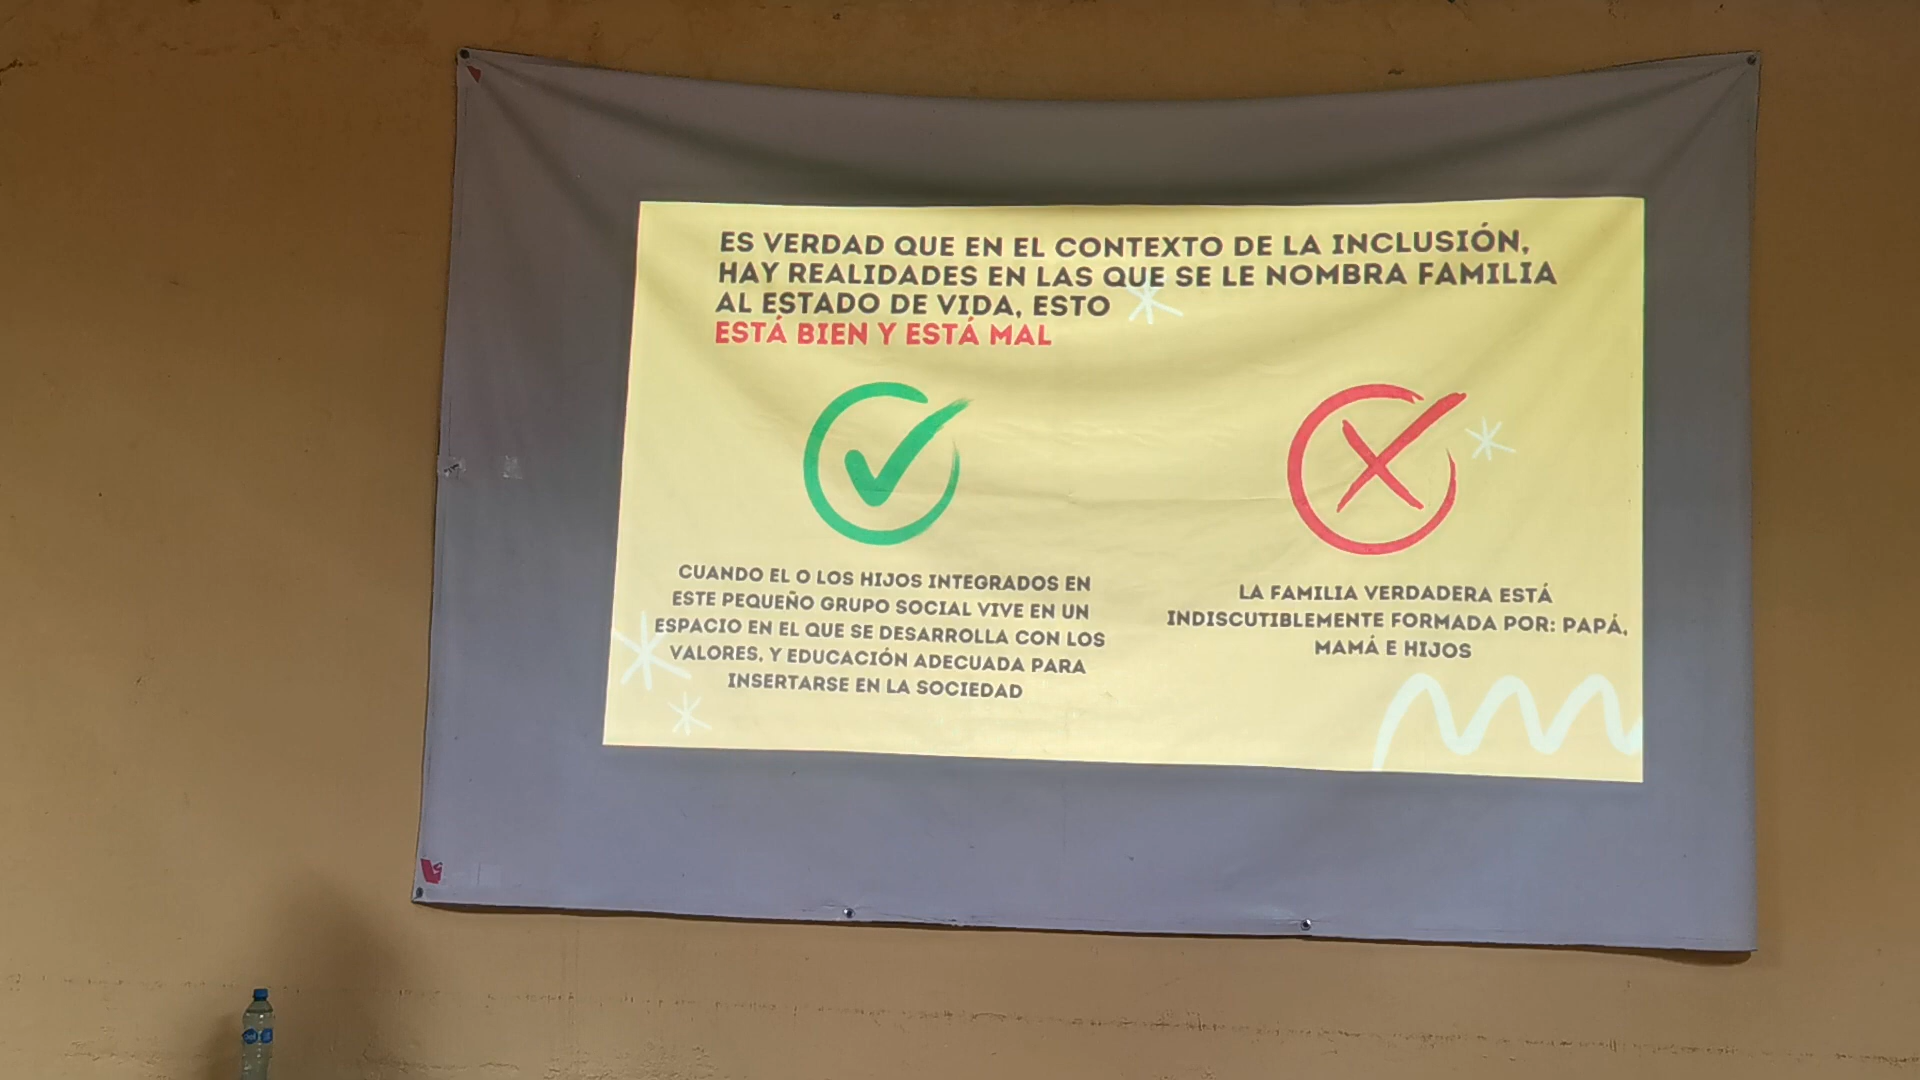 ES VERDAD QUE EN EL CONTEXTO DE LA INCLUSIÓN,
HAY REALIDADES EN LAS QUE SE LE NOMBRA FAMILIA
AL ESTADO DE VIDA, ESTO
ESTÁ BIEN Y ESTÁ MAL
CUANDO EL O LOS HIJOS INTEGRADOS EN
ESTE PEQUEÑO GRUPO SOCIAL VIVE EN UN
ESPACIO EN EL QUE SE DESARROLLA CON LOS
VALORES, Y EDUCACIÓN ADECUADA PARA
INSERTARSE EN LA SOCIEDAD
LA FAMILIA VERDADERA ESTÁ
INDISCUTIBLEMENTE FORMADA POR: PAPÁ,
MAMÁ E HIJOS